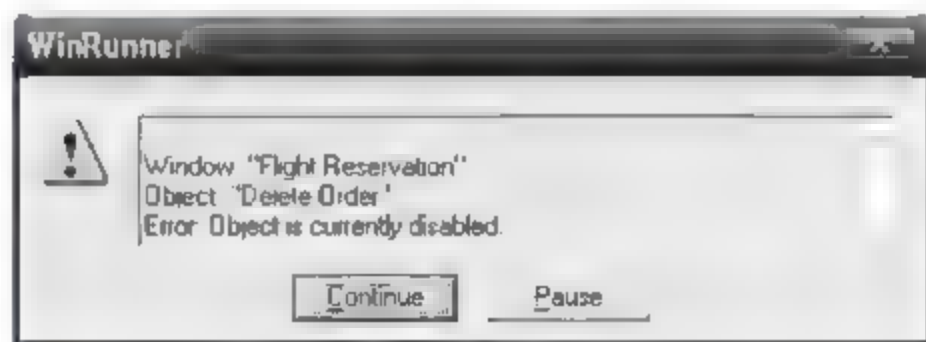 WinRunner
Window "Flight Reservation"
Object "Delete Order"
Error Object is currently disabled.
Continue Pause